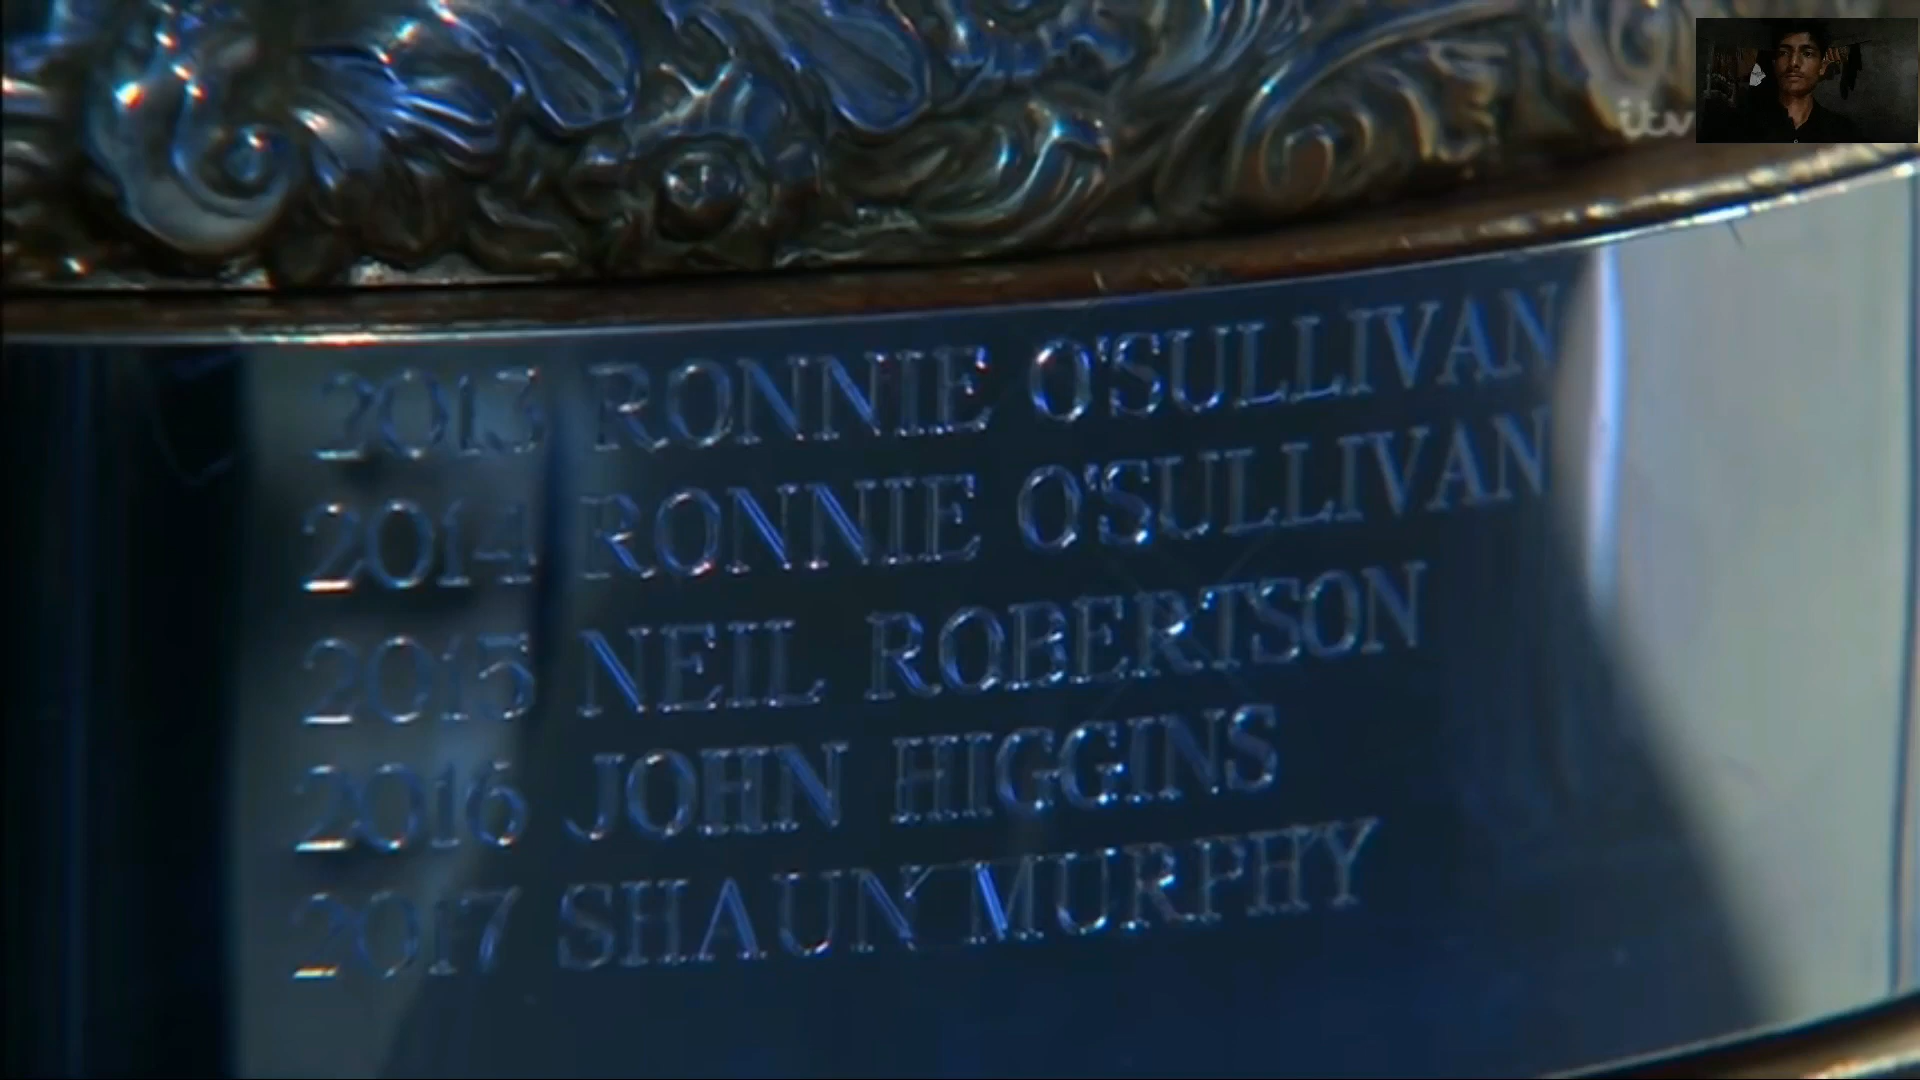 itv
2013 RONNIE O'SULLIVAN
2014 RONNIE O'SULLIVAN
2015 NEIL ROBERTSON
2016 JOHN HIGGINS
2017 SHAUN MURPHY